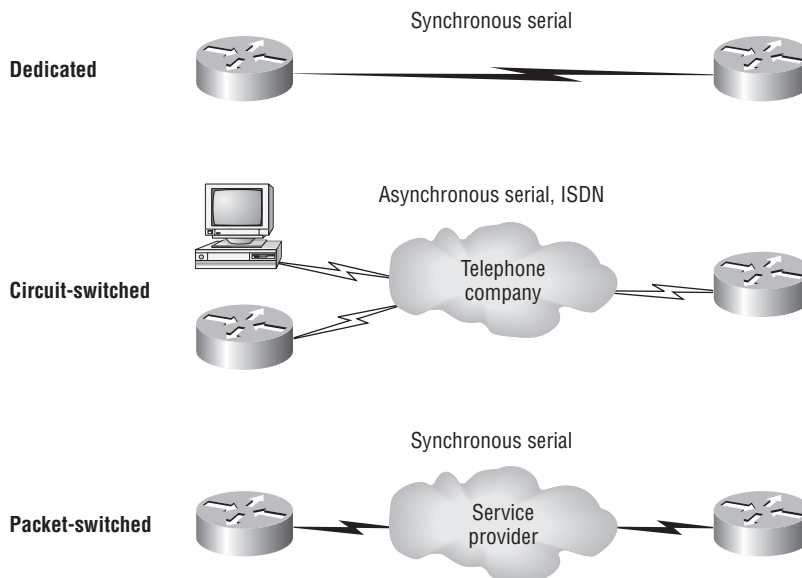 Synchronous serial
Dedicated
Asynchronous serial, ISDN
Telephone
company
Circuit-switched
Synchronous serial
Service
provider
Packet-switched